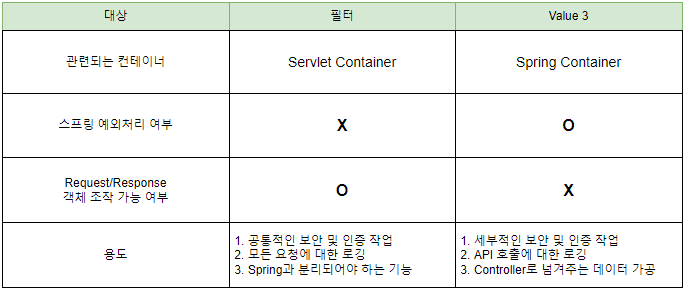 대상 필터 Value 3
관련되는 컨테이너 Servlet Container Spring Container
스프링 예외처리 여부 X O
Request/Response
객체 조작 가능 여부 O X
용도
1. 공통적인 보안 및 인증 작업
2. 모든 요청에 대한 로깅
3. Spring과 분리되어야 하는 기능
1. 세부적인 보안 및 인증 작업
2. API 호출에 대한 로깅
3. Controller로 넘겨주는 데이터 가공